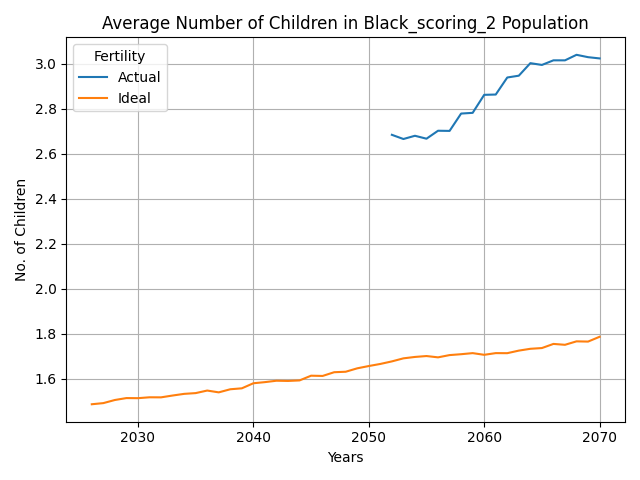 Average Number of Children in Black_scoring_2 Population
Fertility
Actual
Ideal
No. of Children
3.0
2.8
2.6
2.4
2.2
2.0
1.8
1.6
2030 2040 2050 2060 2070
Years